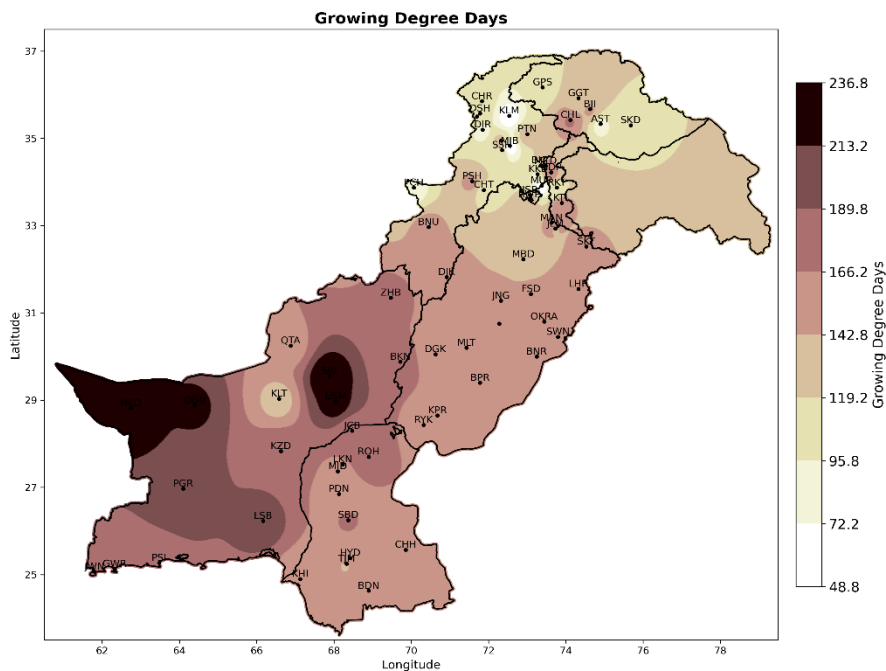 Growing Degree Days
37
35
33
31
29
27
25
Latitude
62
64
66
68
70
72
74
76
78
Longitude
236.8
213.2
189.8
166.2
142.8
119.2
95.8
72.2
48.8
Growing Degree Days
GPS
CHR
GGT
BJI
KLM
CHL
AST
SKD
DIR
PTN
PSH
CHT
BNU
MAN
SKT
MBD
DIK
ZHB
LHR
JNG
FSD
OKRA
SWN
QTA
DGK
MLT
BNR
BKN
BPR
KLT
KPR
RYK
JCB
KZD
ROH
LKN
MJD
PGR
PDN
LSB
SBD
CHH
HYD
PSI
GWR
KHI
BDN